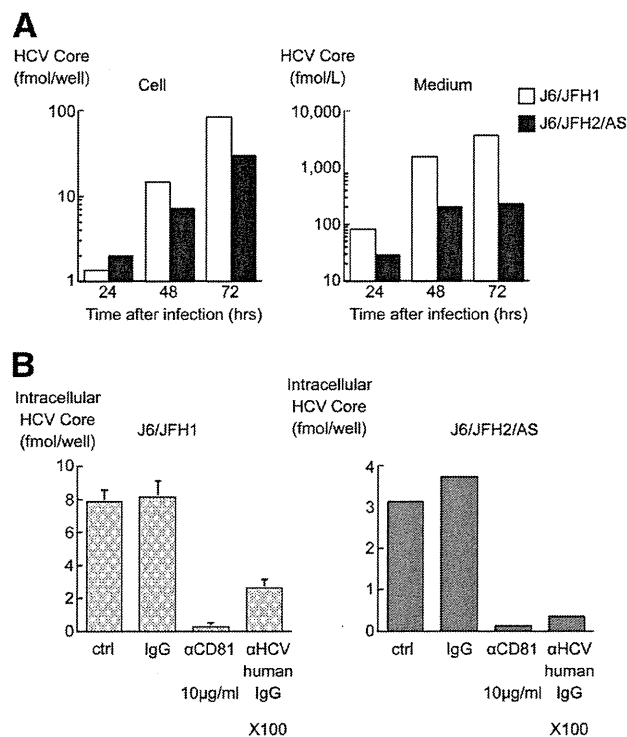 A
HCV Core
(fmol/well)
Cell
100
10
1
24 48 72
Time after infection (hrs)
HCV Core
(fmol/L)
Medium
10,000
1,000
100
10
24 48 72
Time after infection (hrs)
J6/JFH1
J6/JFH2/AS
B
Intracellular
HCV Core
(fmol/well)
J6/JFH1
10
8
6
4
2
0
ctrl IgG αCD81 αHCV
human
10µg/ml IgG
X100
Intracellular
HCV Core
(fmol/well)
J6/JFH2/AS
4
3
2
1
0
ctrl IgG αCD81 αHCV
human
10µg/ml IgG
X100